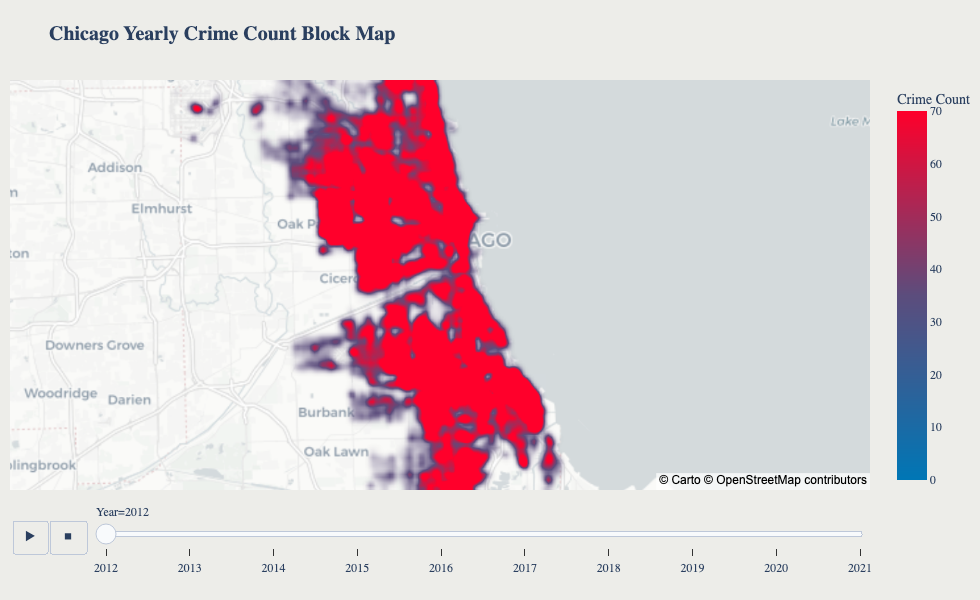 Chicago Yearly Crime Count Block Map
Crime Count
70
60
50
40
30
20
10
0
Lake M
Addison
Elmhurst
Oak P
AGO
ton
Cicero
Downers Grove
Woodridge
Darien
Burbank
Oak Lawn
lingbrook
© Carto © OpenStreetMap contributors
Year=2012
2012 2013 2014 2015 2016 2017 2018 2019 2020 2021